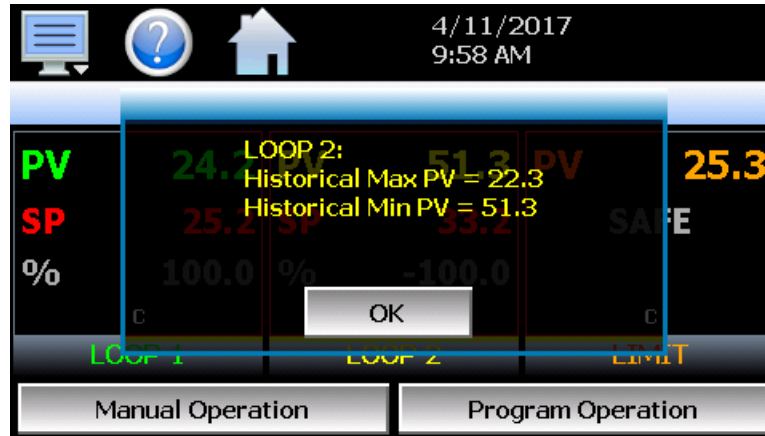 ?
4/11/2017
9:58 AM
LOOP 2:
Historical Max PV = 22.3
Historical Min PV = 51.3
PV 24.2 PV 51.3 PV 25.3
SP 25.2 SP 33.2 SAFE
% 100.0 % -100.0
C C
OK
LOOP 1 LOOP 2 LIMIT
Manual Operation Program Operation